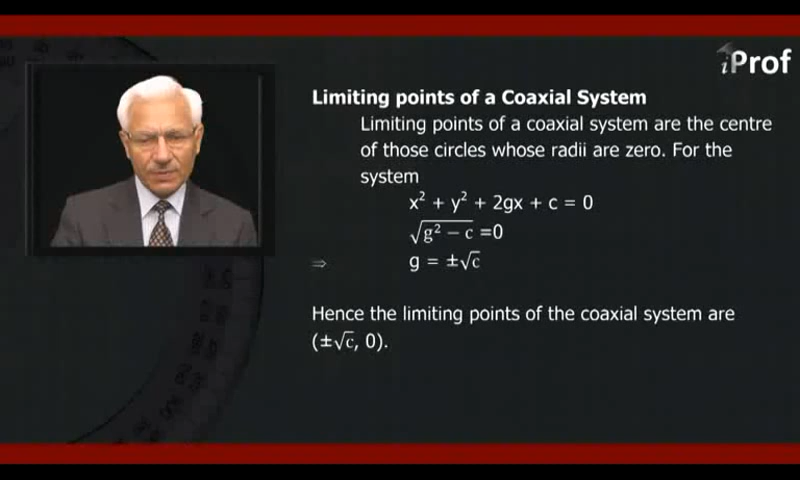 iProf
Limiting points of a Coaxial System
Limiting points of a coaxial system are the centre
of those circles whose radii are zero. For the
system
x² + y² + 2gx + c = 0
√(g² − c) =0
⇒ g = ±√c
Hence the limiting points of the coaxial system are
(±√c, 0).